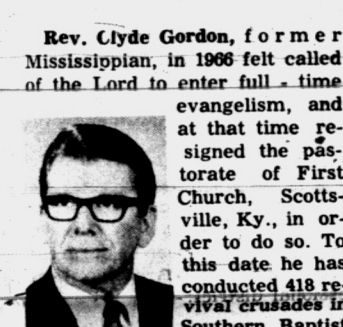 Rev. Clyde Gordon, former
Mississippian, in 1966 felt called
of the Lord to enter full - time
evangelism, and
at that time re-
signed the pas-
torate of First
Church, Scotts-
ville, Ky., in or-
der to do so. To
this date he has
conducted 418 re-
vival crusades in
Southern Baptist